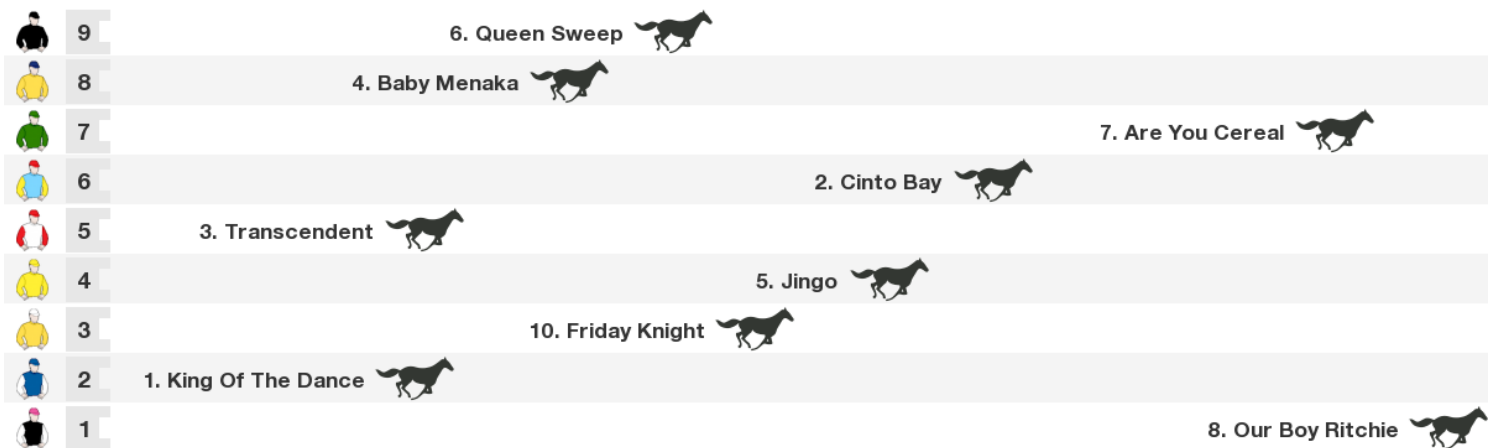 9 6. Queen Sweep
8 4. Baby Menaka
7 7. Are You Cereal
6 2. Cinto Bay
5 3. Transcendent
4 5. Jingo
3 10. Friday Knight
2 1. King Of The Dance
1 8. Our Boy Ritchie